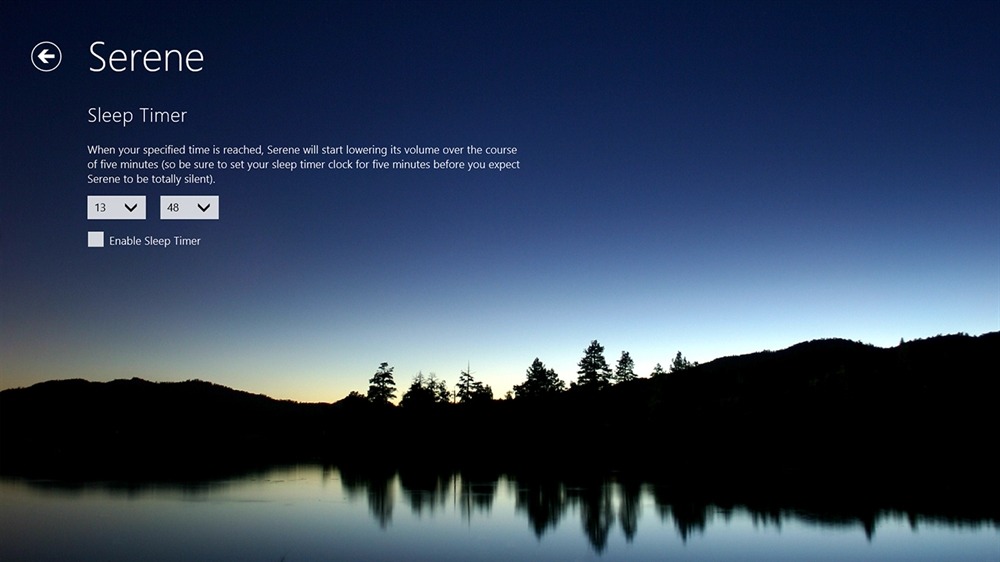 Serene
Sleep Timer
When your specified time is reached, Serene will start lowering its volume over the course
of five minutes (so be sure to set your sleep timer clock for five minutes before you expect
Serene to be totally silent).
13 48
Enable Sleep Timer